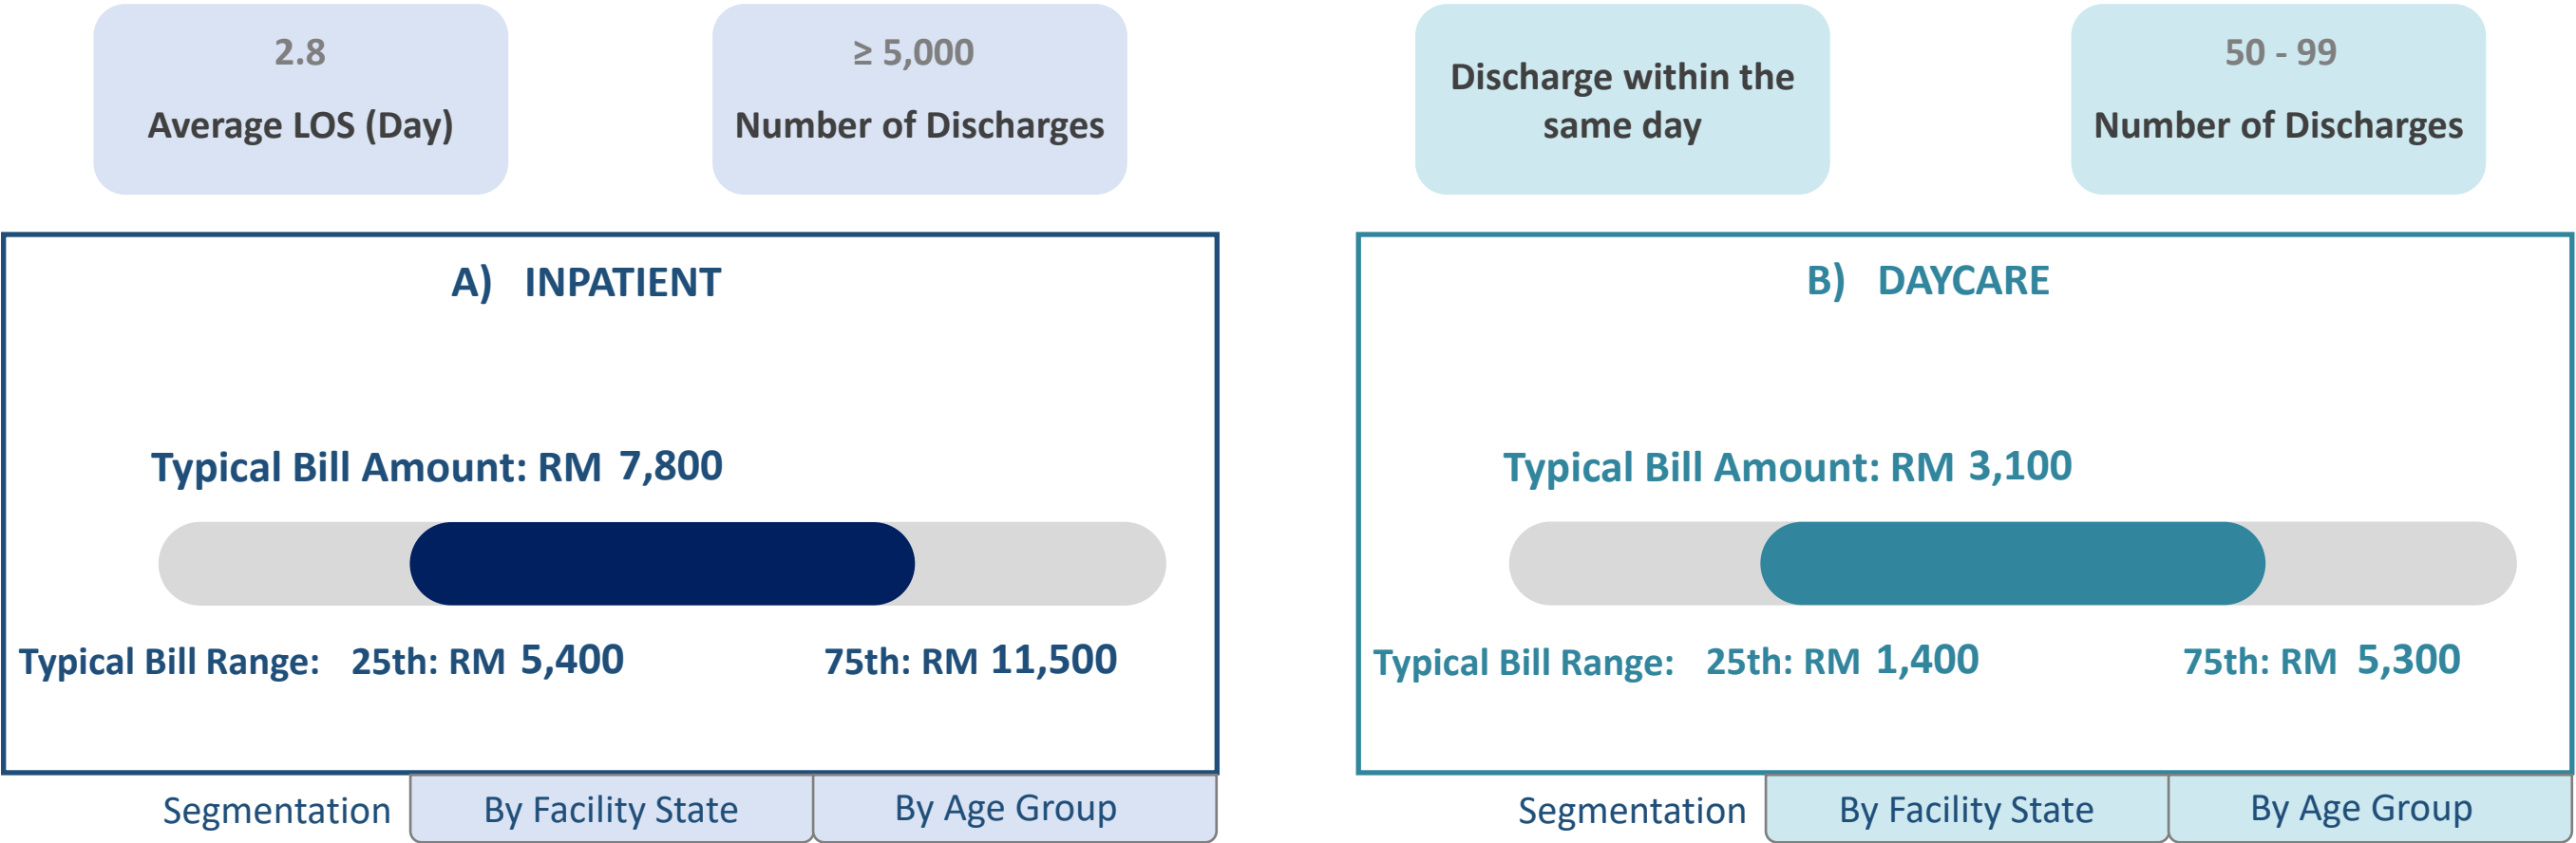 2.8
Average LOS (Day)
≥ 5,000
Number of Discharges
Discharge within the
same day
50 - 99
Number of Discharges
A) INPATIENT
Typical Bill Amount: RM 7,800
Typical Bill Range: 25th: RM 5,400 75th: RM 11,500
Segmentation By Facility State By Age Group
B) DAYCARE
Typical Bill Amount: RM 3,100
Typical Bill Range: 25th: RM 1,400 75th: RM 5,300
Segmentation By Facility State By Age Group